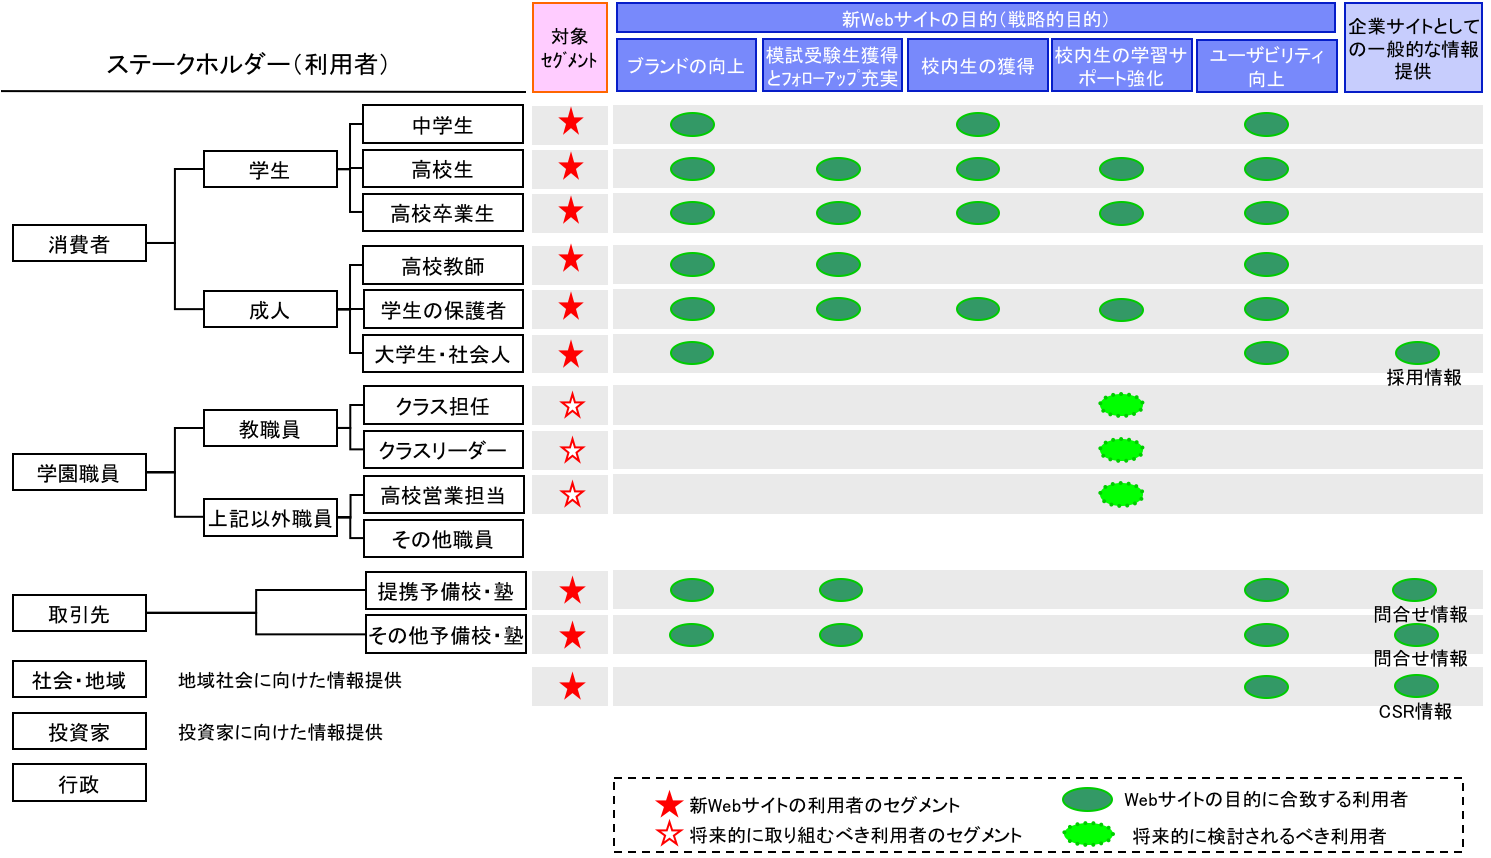 ステークホルダー（利用者）
対象
ｾｸﾞﾒﾝﾄ
新Webサイトの目的（戦略的目的）
ブランドの向上
模試受験生獲得
とﾌｫﾛｰｱｯﾌﾟ充実
校内生の獲得
校内生の学習サ
ポート強化
ユーザビリティ
向上
企業サイトとして
の一般的な情報
提供
消費者
学生
中学生
高校生
高校卒業生
成人
高校教師
学生の保護者
大学生・社会人
採用情報
学園職員
教職員
クラス担任
クラスリーダー
上記以外職員
高校営業担当
その他職員
取引先
提携予備校・塾
問合せ情報
その他予備校・塾
問合せ情報
社会・地域
地域社会に向けた情報提供
CSR情報
投資家
投資家に向けた情報提供
行政
新Webサイトの利用者のセグメント
Webサイトの目的に合致する利用者
将来的に取り組むべき利用者のセグメント
将来的に検討されるべき利用者